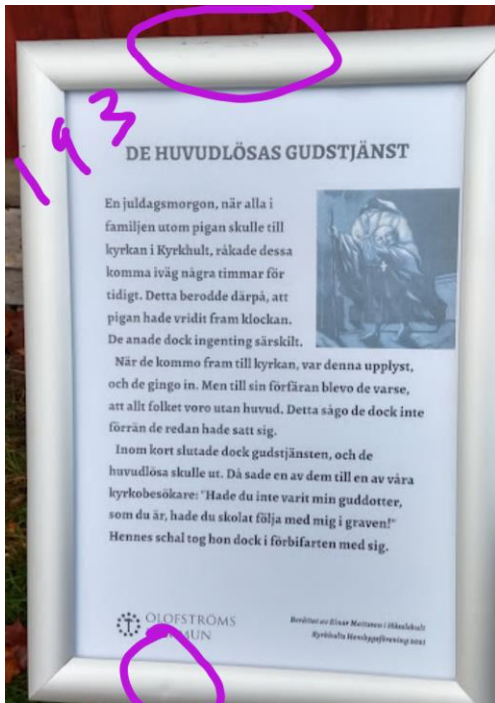 193
DE HUVUDLÖSAS GUDSTJÄNST
En juldagsmorgon, när alla i
familjen utom pigan skulle till
kyrkan i Kyrkhult, råkade dessa
komma iväg några timmar för
tidigt. Detta berodde därpå, att
pigan hade vridit fram klockan.
De anade dock ingenting särskilt.
När de kommo fram till kyrkan, var denna upplyst,
och de gingo in. Men till sin förfäran blevo de varse,
att allt folket voro utan huvud. Detta sågo de dock inte
förrän de redan hade satt sig.
Inom kort slutade dock gudstjänsten, och de
huvudlösa skulle ut. Då sade en av dem till en av våra
kyrkobesökare: "Hade du inte varit min guddotter,
som du är, hade du skolat följa med mig i graven!"
Hennes schal tog hon dock i förbifarten med sig.
OLOFSTRÖMS
Berättat av Einar Mattsson i
Kyrkhults Hembygdsförening 2021